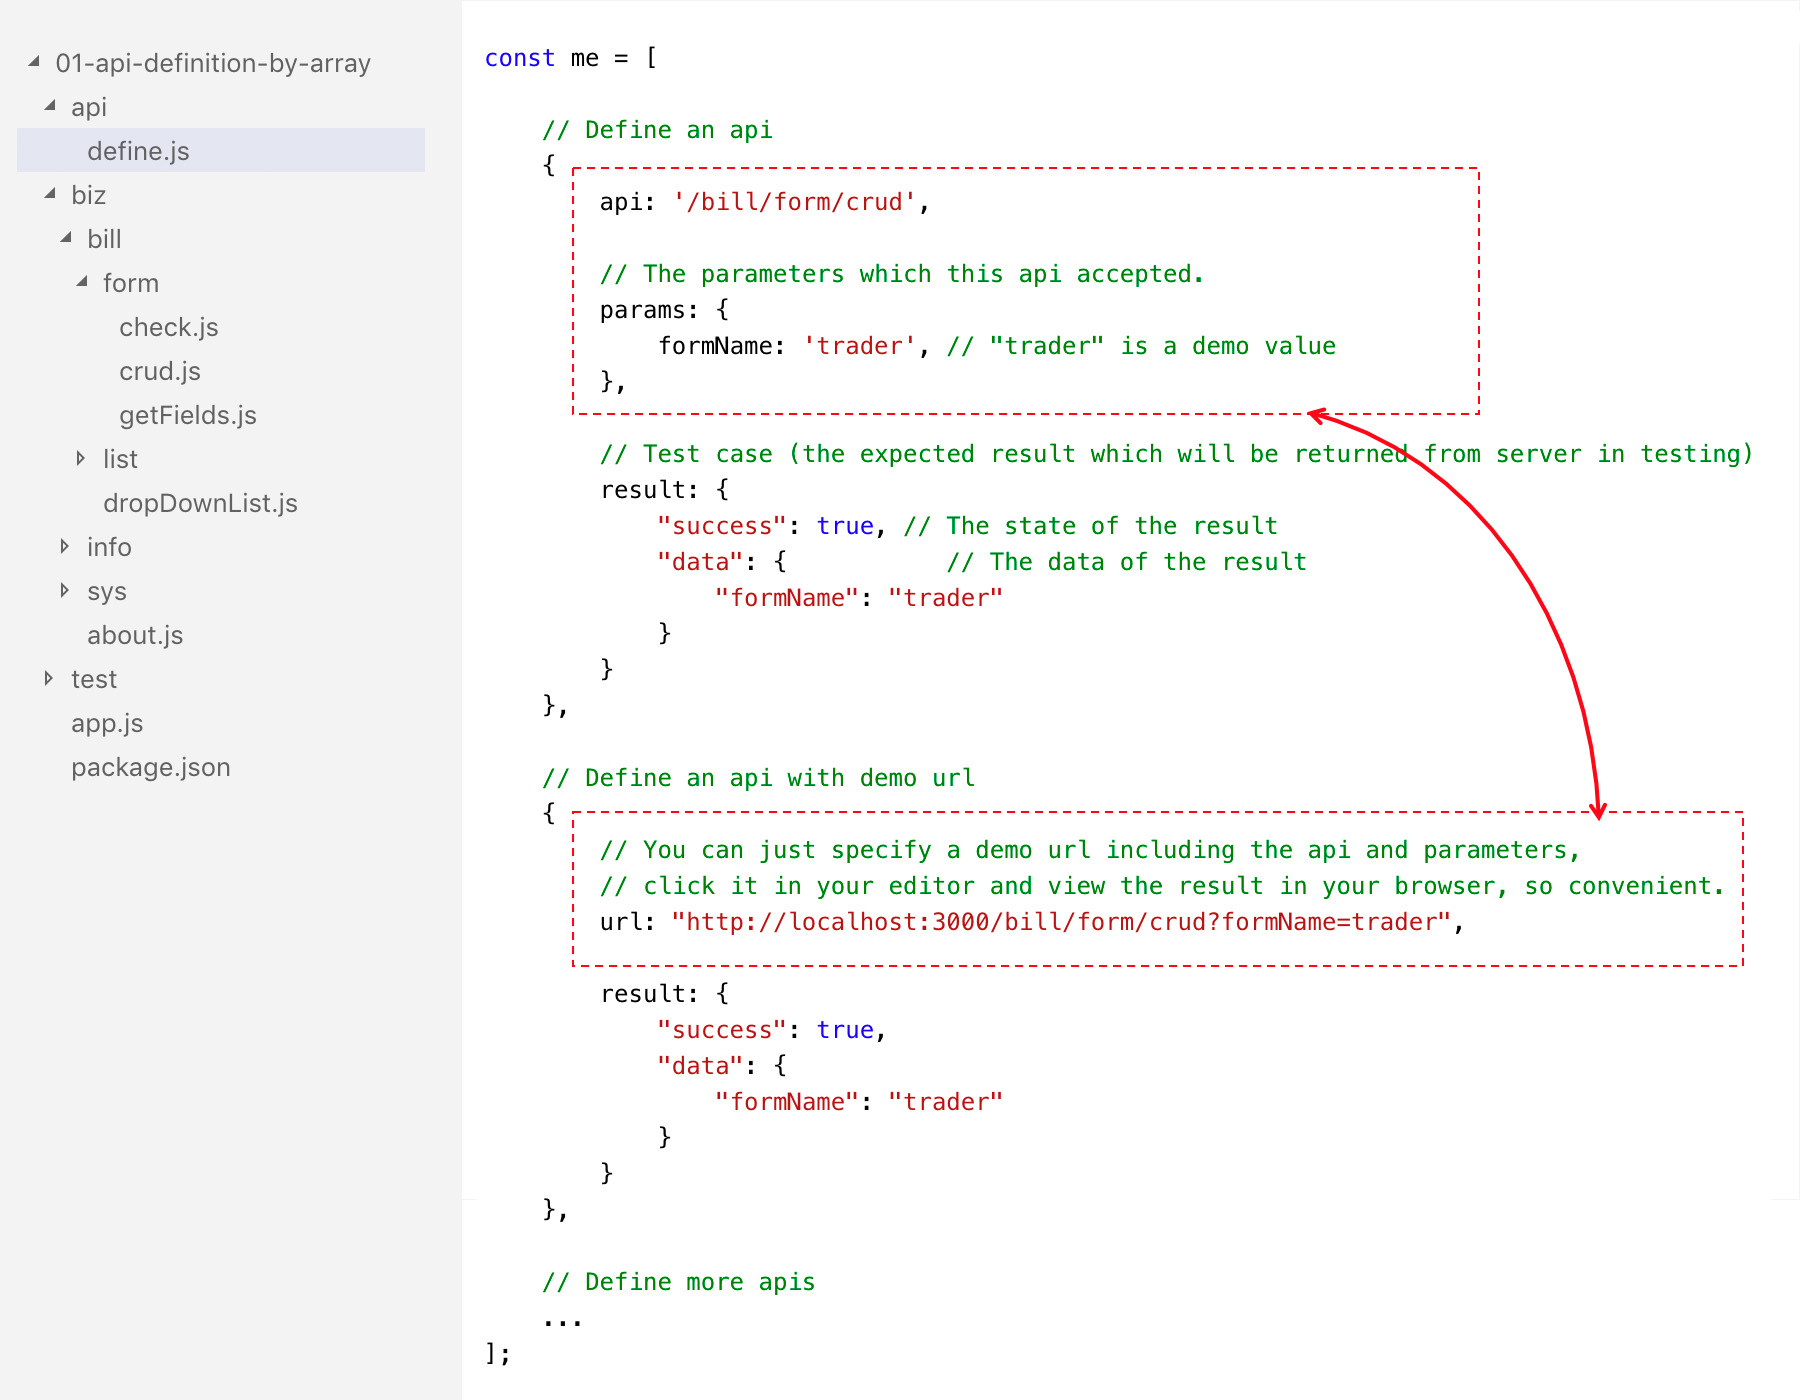 01-api-definition-by-array
api
define.js
biz
bill
form
check.js
crud.js
getFields.js
list
dropDownList.js
info
sys
about.js
test
app.js
package.json
const me = [
// Define an api
{
api: '/bill/form/crud',
// The parameters which this api accepted.
params: {
formName: 'trader', // "trader" is a demo value
},
// Test case (the expected result which will be returned from server in testing)
result: {
"success": true, // The state of the result
"data": {           // The data of the result
"formName": "trader"
}
}
},
// Define an api with demo url
{
// You can just specify a demo url including the api and parameters,
// click it in your editor and view the result in your browser, so convenient.
url: "http://localhost:3000/bill/form/crud?formName=trader",
result: {
"success": true,
"data": {
"formName": "trader"
}
}
},
// Define more apis
...
];